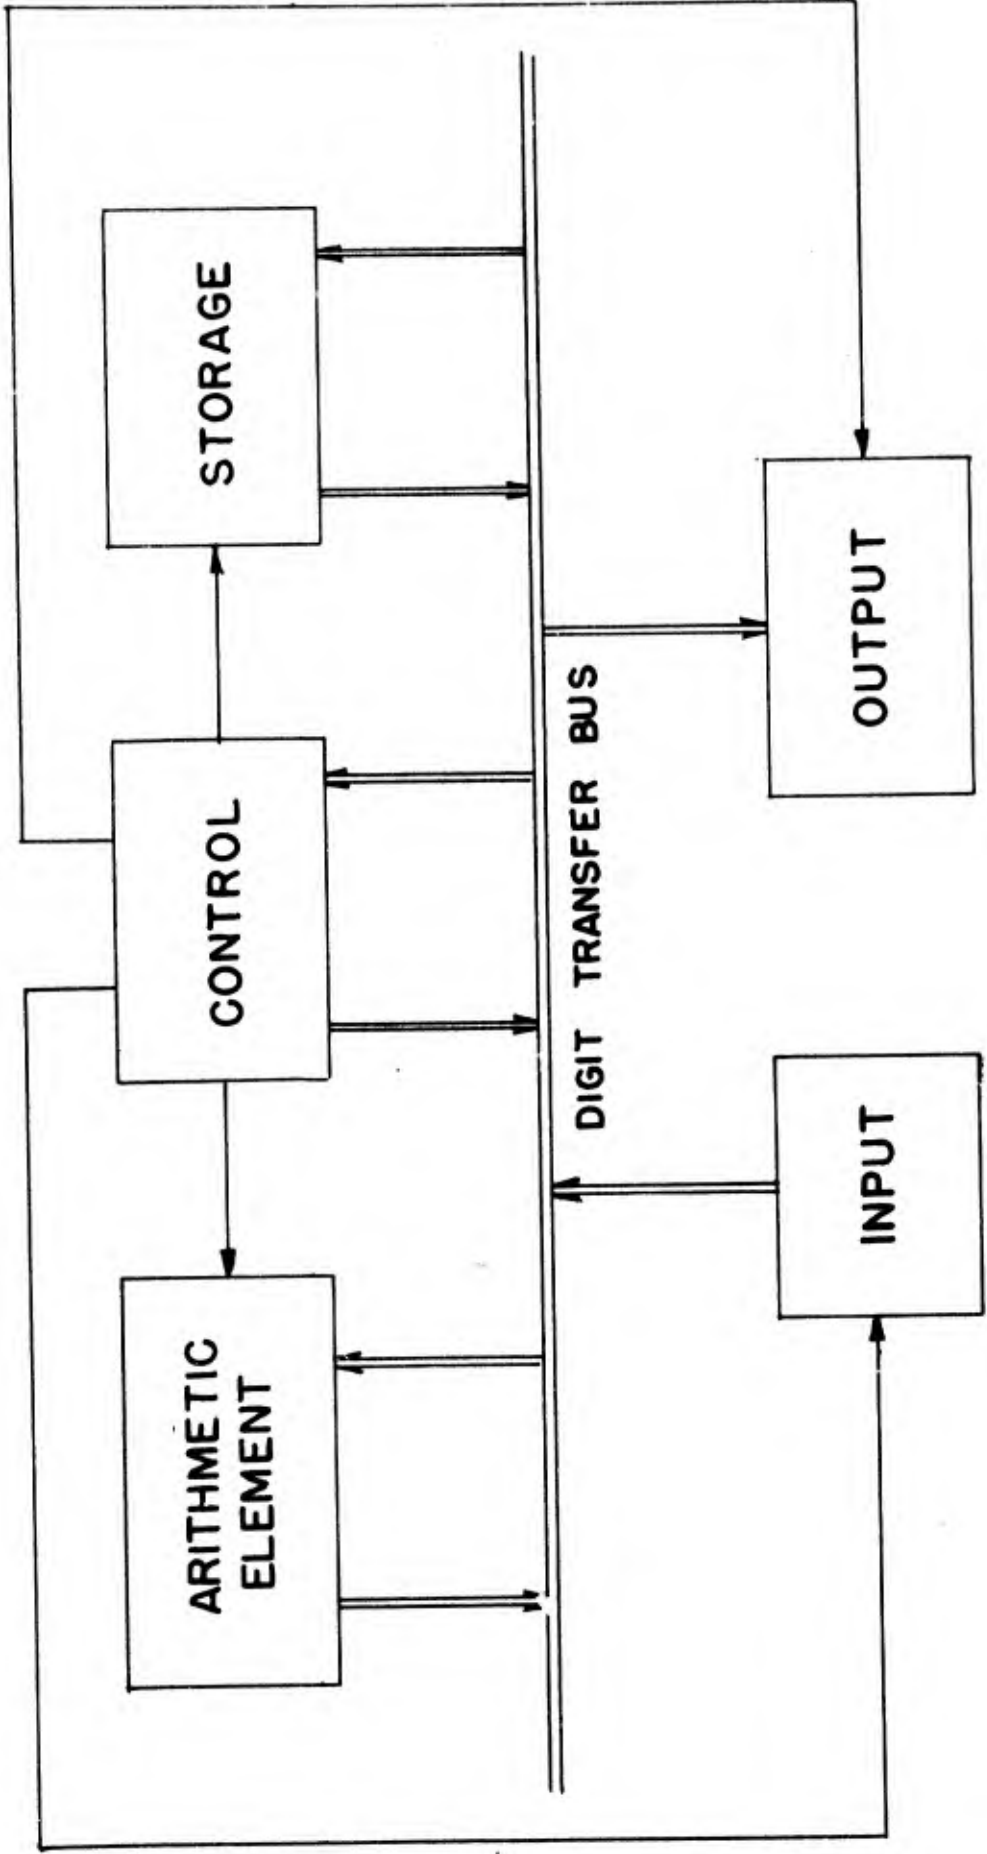 ARITHMETIC
ELEMENT
CONTROL
STORAGE
DIGIT TRANSFER BUS
INPUT
OUTPUT